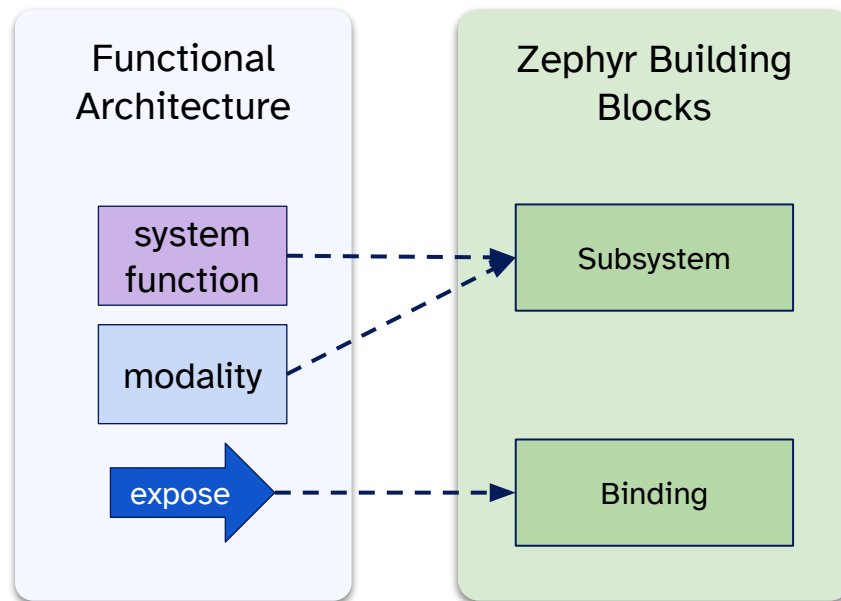 Functional
Architecture
system
function
modality
expose
Zephyr Building
Blocks
Subsystem
Binding